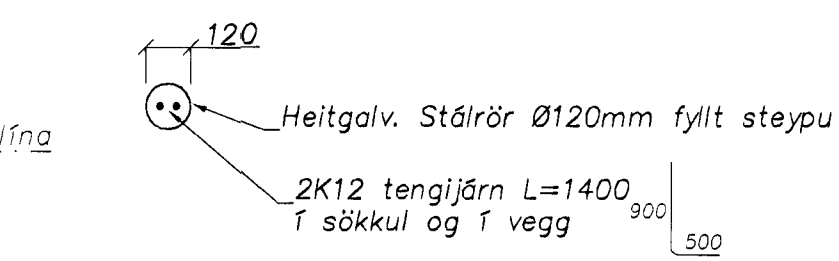 120
lína
Heitgalv. Stálrör Ø120mm fyllt steypu
2K12 tengijárn L=1400
í sökkul og í vegg
900
500